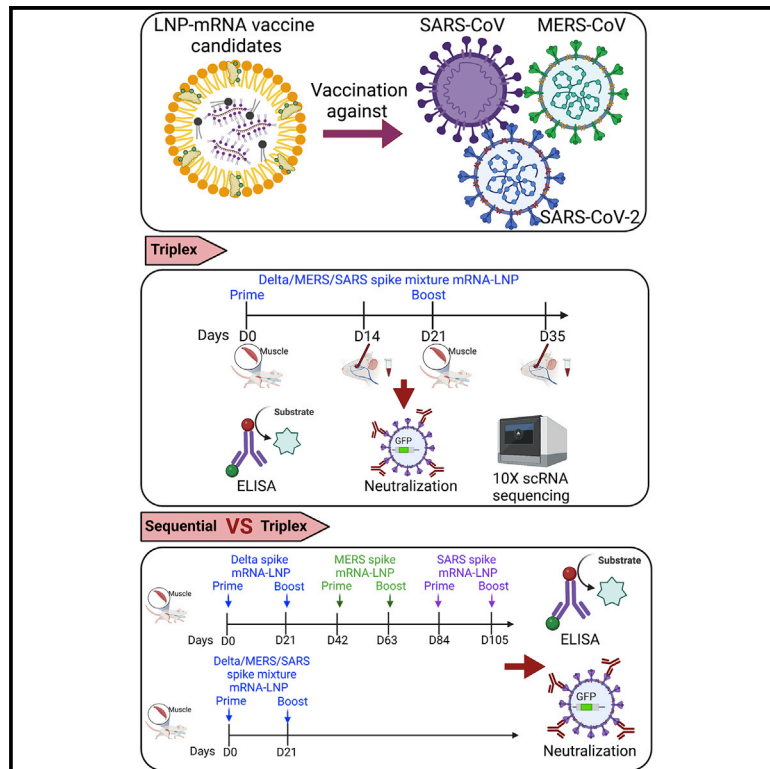 LNP-mRNA vaccine
candidates
Vaccination
against
SARS-CoV
MERS-CoV
SARS-CoV-2
Triplex
Delta/MERS/SARS spike mixture mRNA-LNP
Prime
Boost
Days D0 D14 D21 D35
Muscle
Muscle
Substrate
ELISA
GFP
Neutralization
10X scRNA
sequencing
Sequential VS Triplex
Delta spike
mRNA-LNP
Prime Boost
MERS spike
mRNA-LNP
Prime Boost
SARS spike
mRNA-LNP
Prime Boost
Muscle
Days D0 D21 D42 D63 D84 D105
Delta/MERS/SARS
spike mixture
mRNA-LNP
Prime Boost
Muscle
Days D0 D21
Substrate
ELISA
GFP
Neutralization